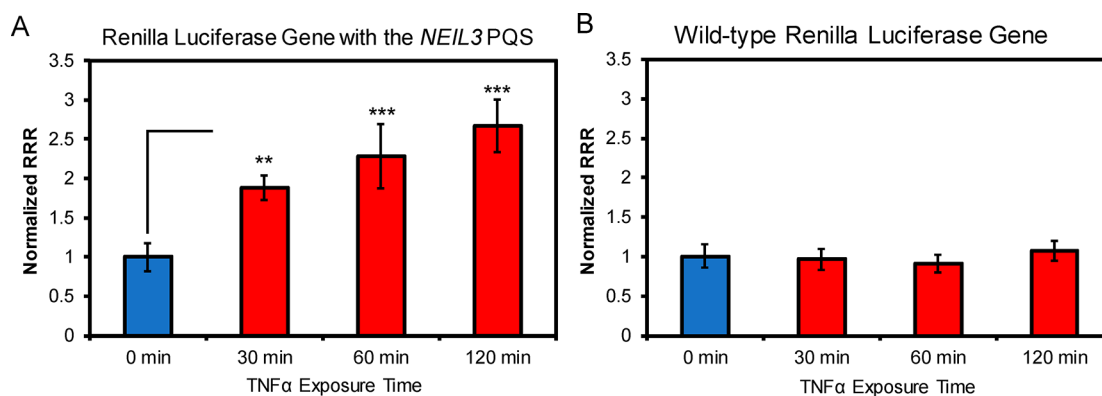 A
Renilla Luciferase Gene with the NEIL3 PQS
3.5
3
2.5
2
1.5
1
0.5
0
Normalized RRR
**
***
***
0 min
30 min
60 min
120 min
TNFα Exposure Time
B
Wild-type Renilla Luciferase Gene
3.5
3
2.5
2
1.5
1
0.5
0
Normalized RRR
0 min
30 min
60 min
120 min
TNFα Exposure Time